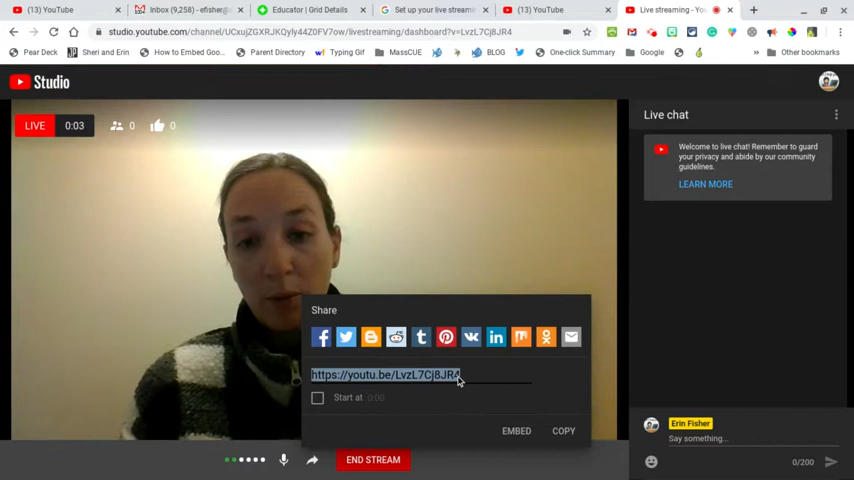 (13) YouTube
Inbox (9,258) - efisher@
Educator | Grid Details
Set up your live streamin
(13) YouTube
Live streaming - You
studio.youtube.com/channel/UCxujZGXRJKQyly44Z0FV7ow/livestreaming/dashboard?v=LvzL7Cj8JR4
Pear Deck
Sheri and Erin
How to Embed Goo...
Parent Directory
Typing Gif
MassCUE
BLOG
One-click Summary
Google
Other bookmarks
Studio
LIVE 0:03 0 0
Live chat
Welcome to live chat! Remember to guard
your privacy and abide by our community
guidelines.
LEARN MORE
Share
https://youtu.be/LvzL7Cj8JR4
Start at 0:00
EMBED COPY
END STREAM
Erin Fisher
Say something...
0/200